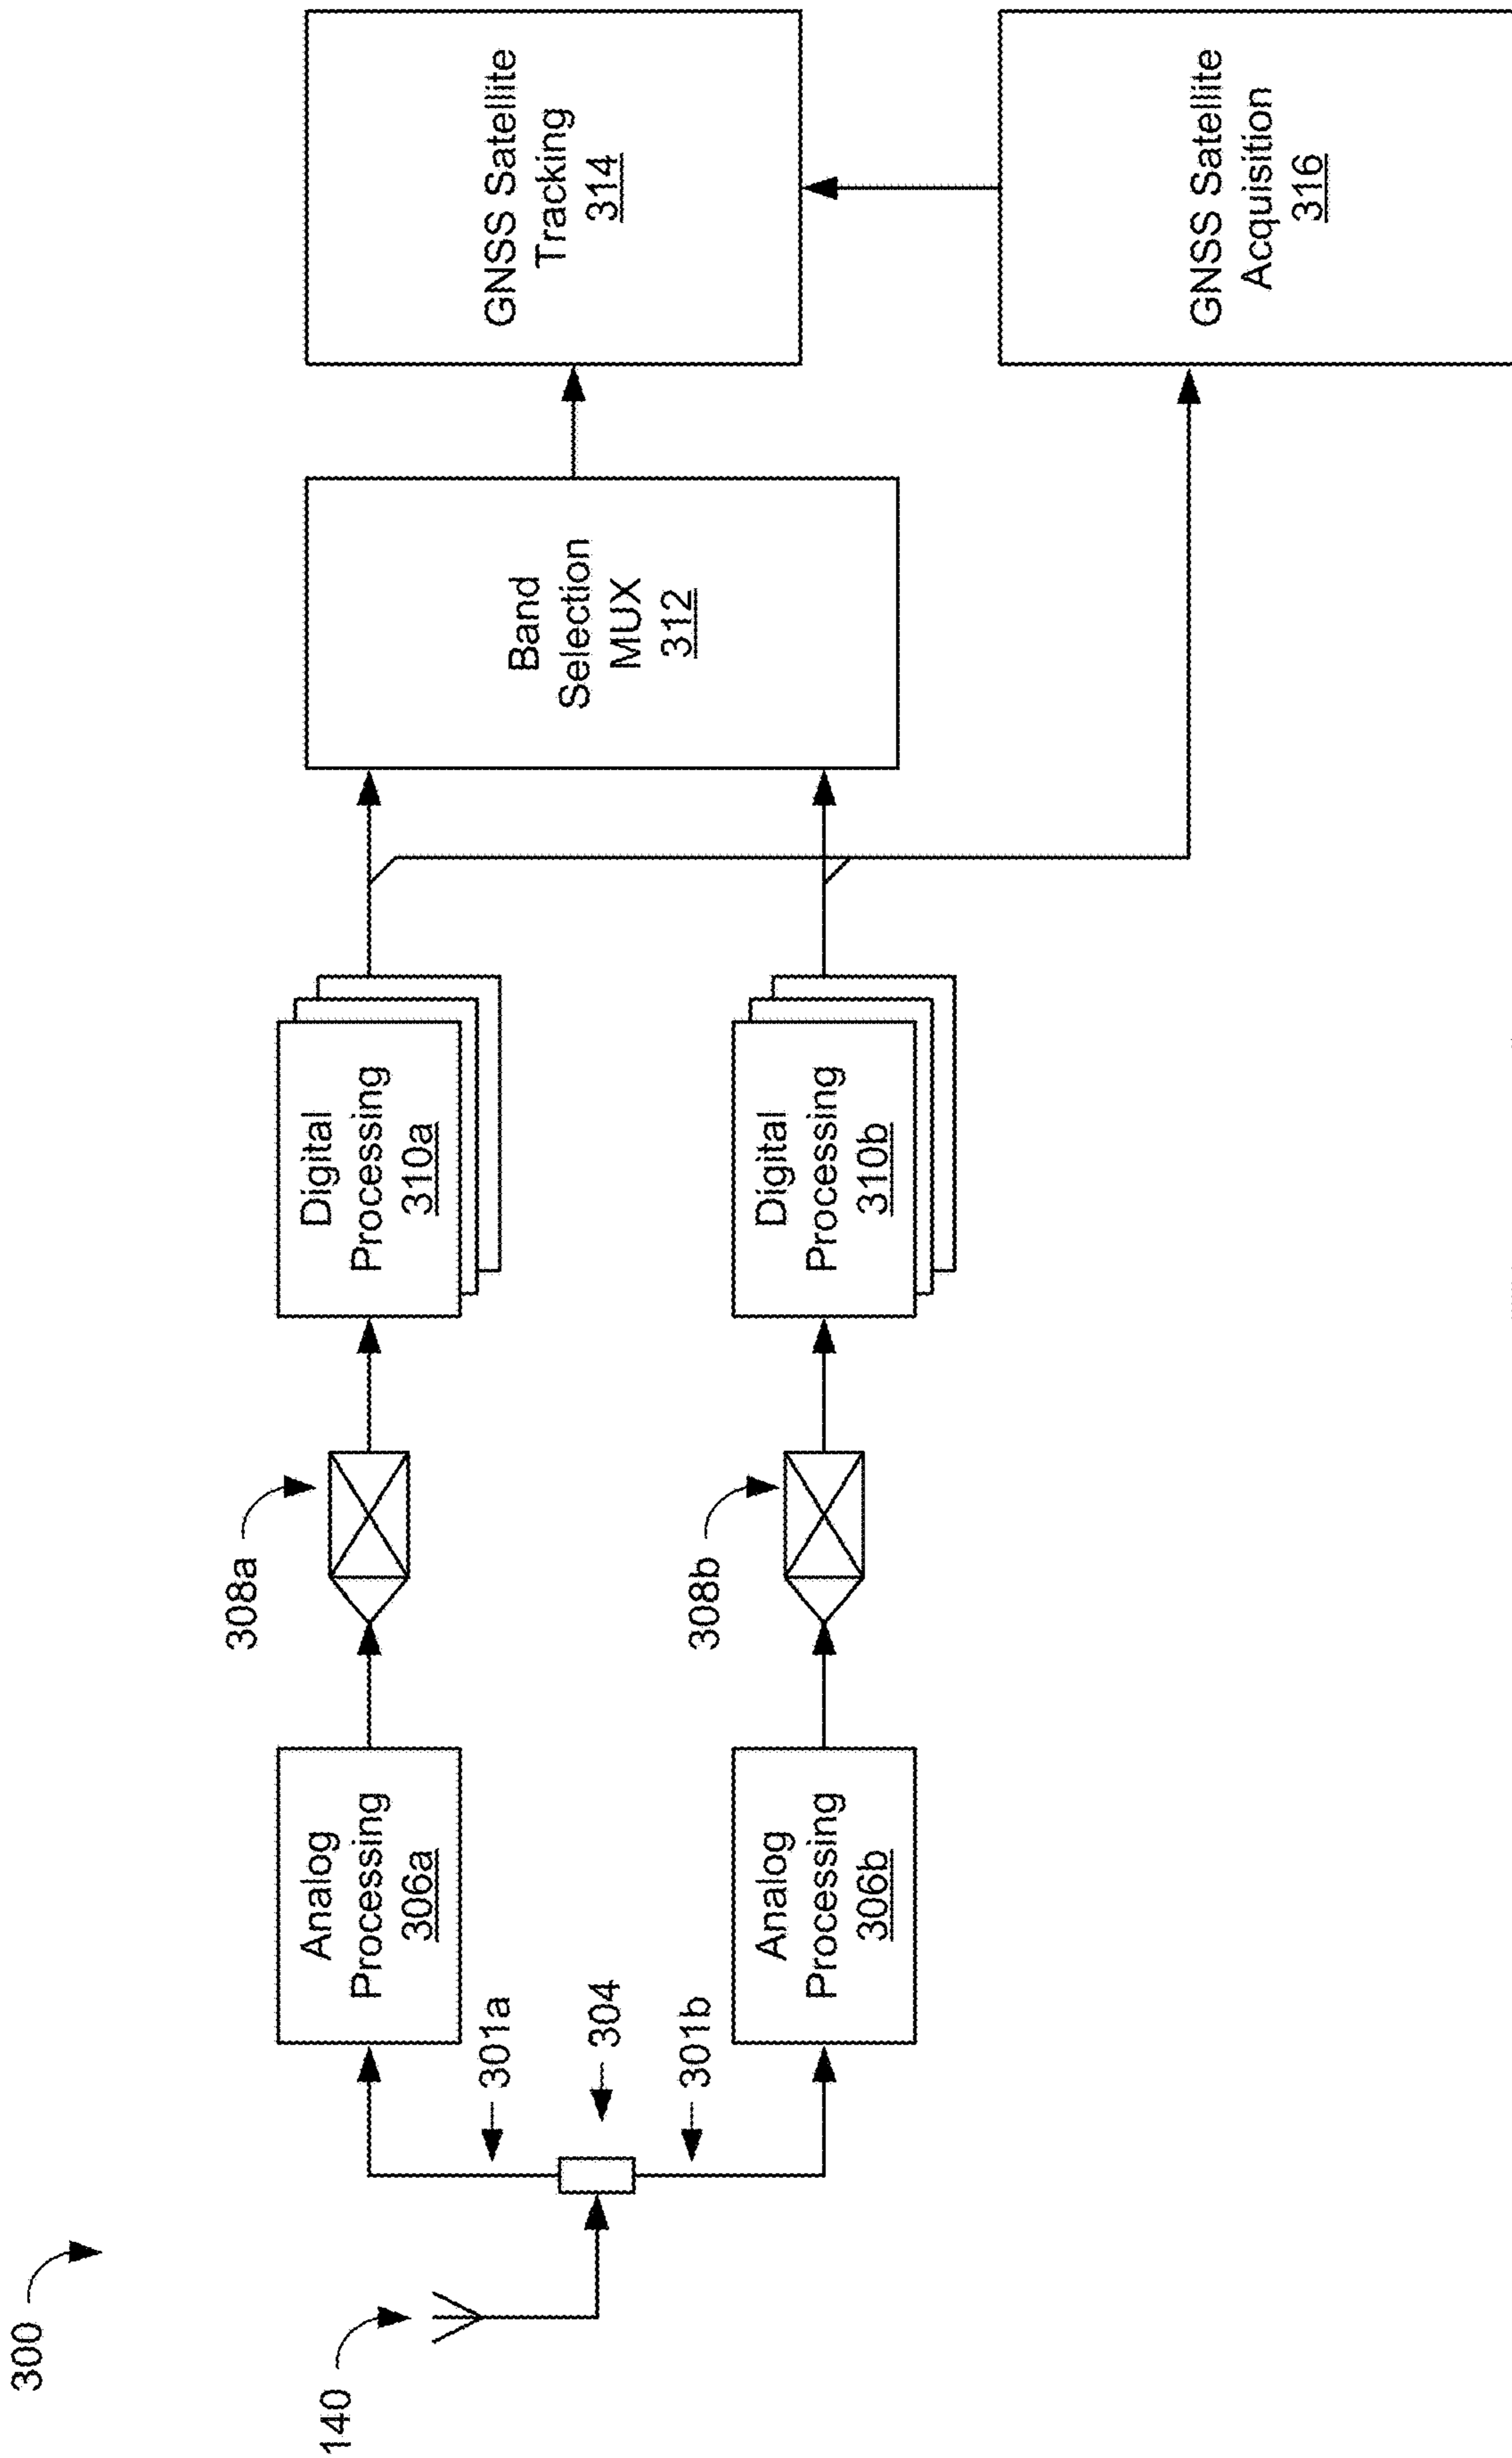 300
140
301a
304
301b
Analog
Processing
306a
Analog
Processing
306b
308a
308b
Digital
Processing
310a
Digital
Processing
310b
Band
Selection
MUX
312
GNSS Satellite
Tracking
314
GNSS Satellite
Acquisition
316